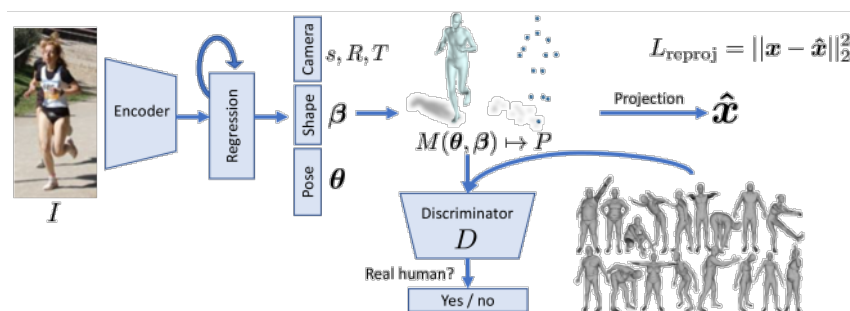 I
Encoder
Regression
Camera
s, R, T
Shape
β
Pose
θ
M(θ, β) ↦ P
Projection
x̂
L_reproj = ||x − x̂||²₂
Discriminator
D
Real human?
Yes / no